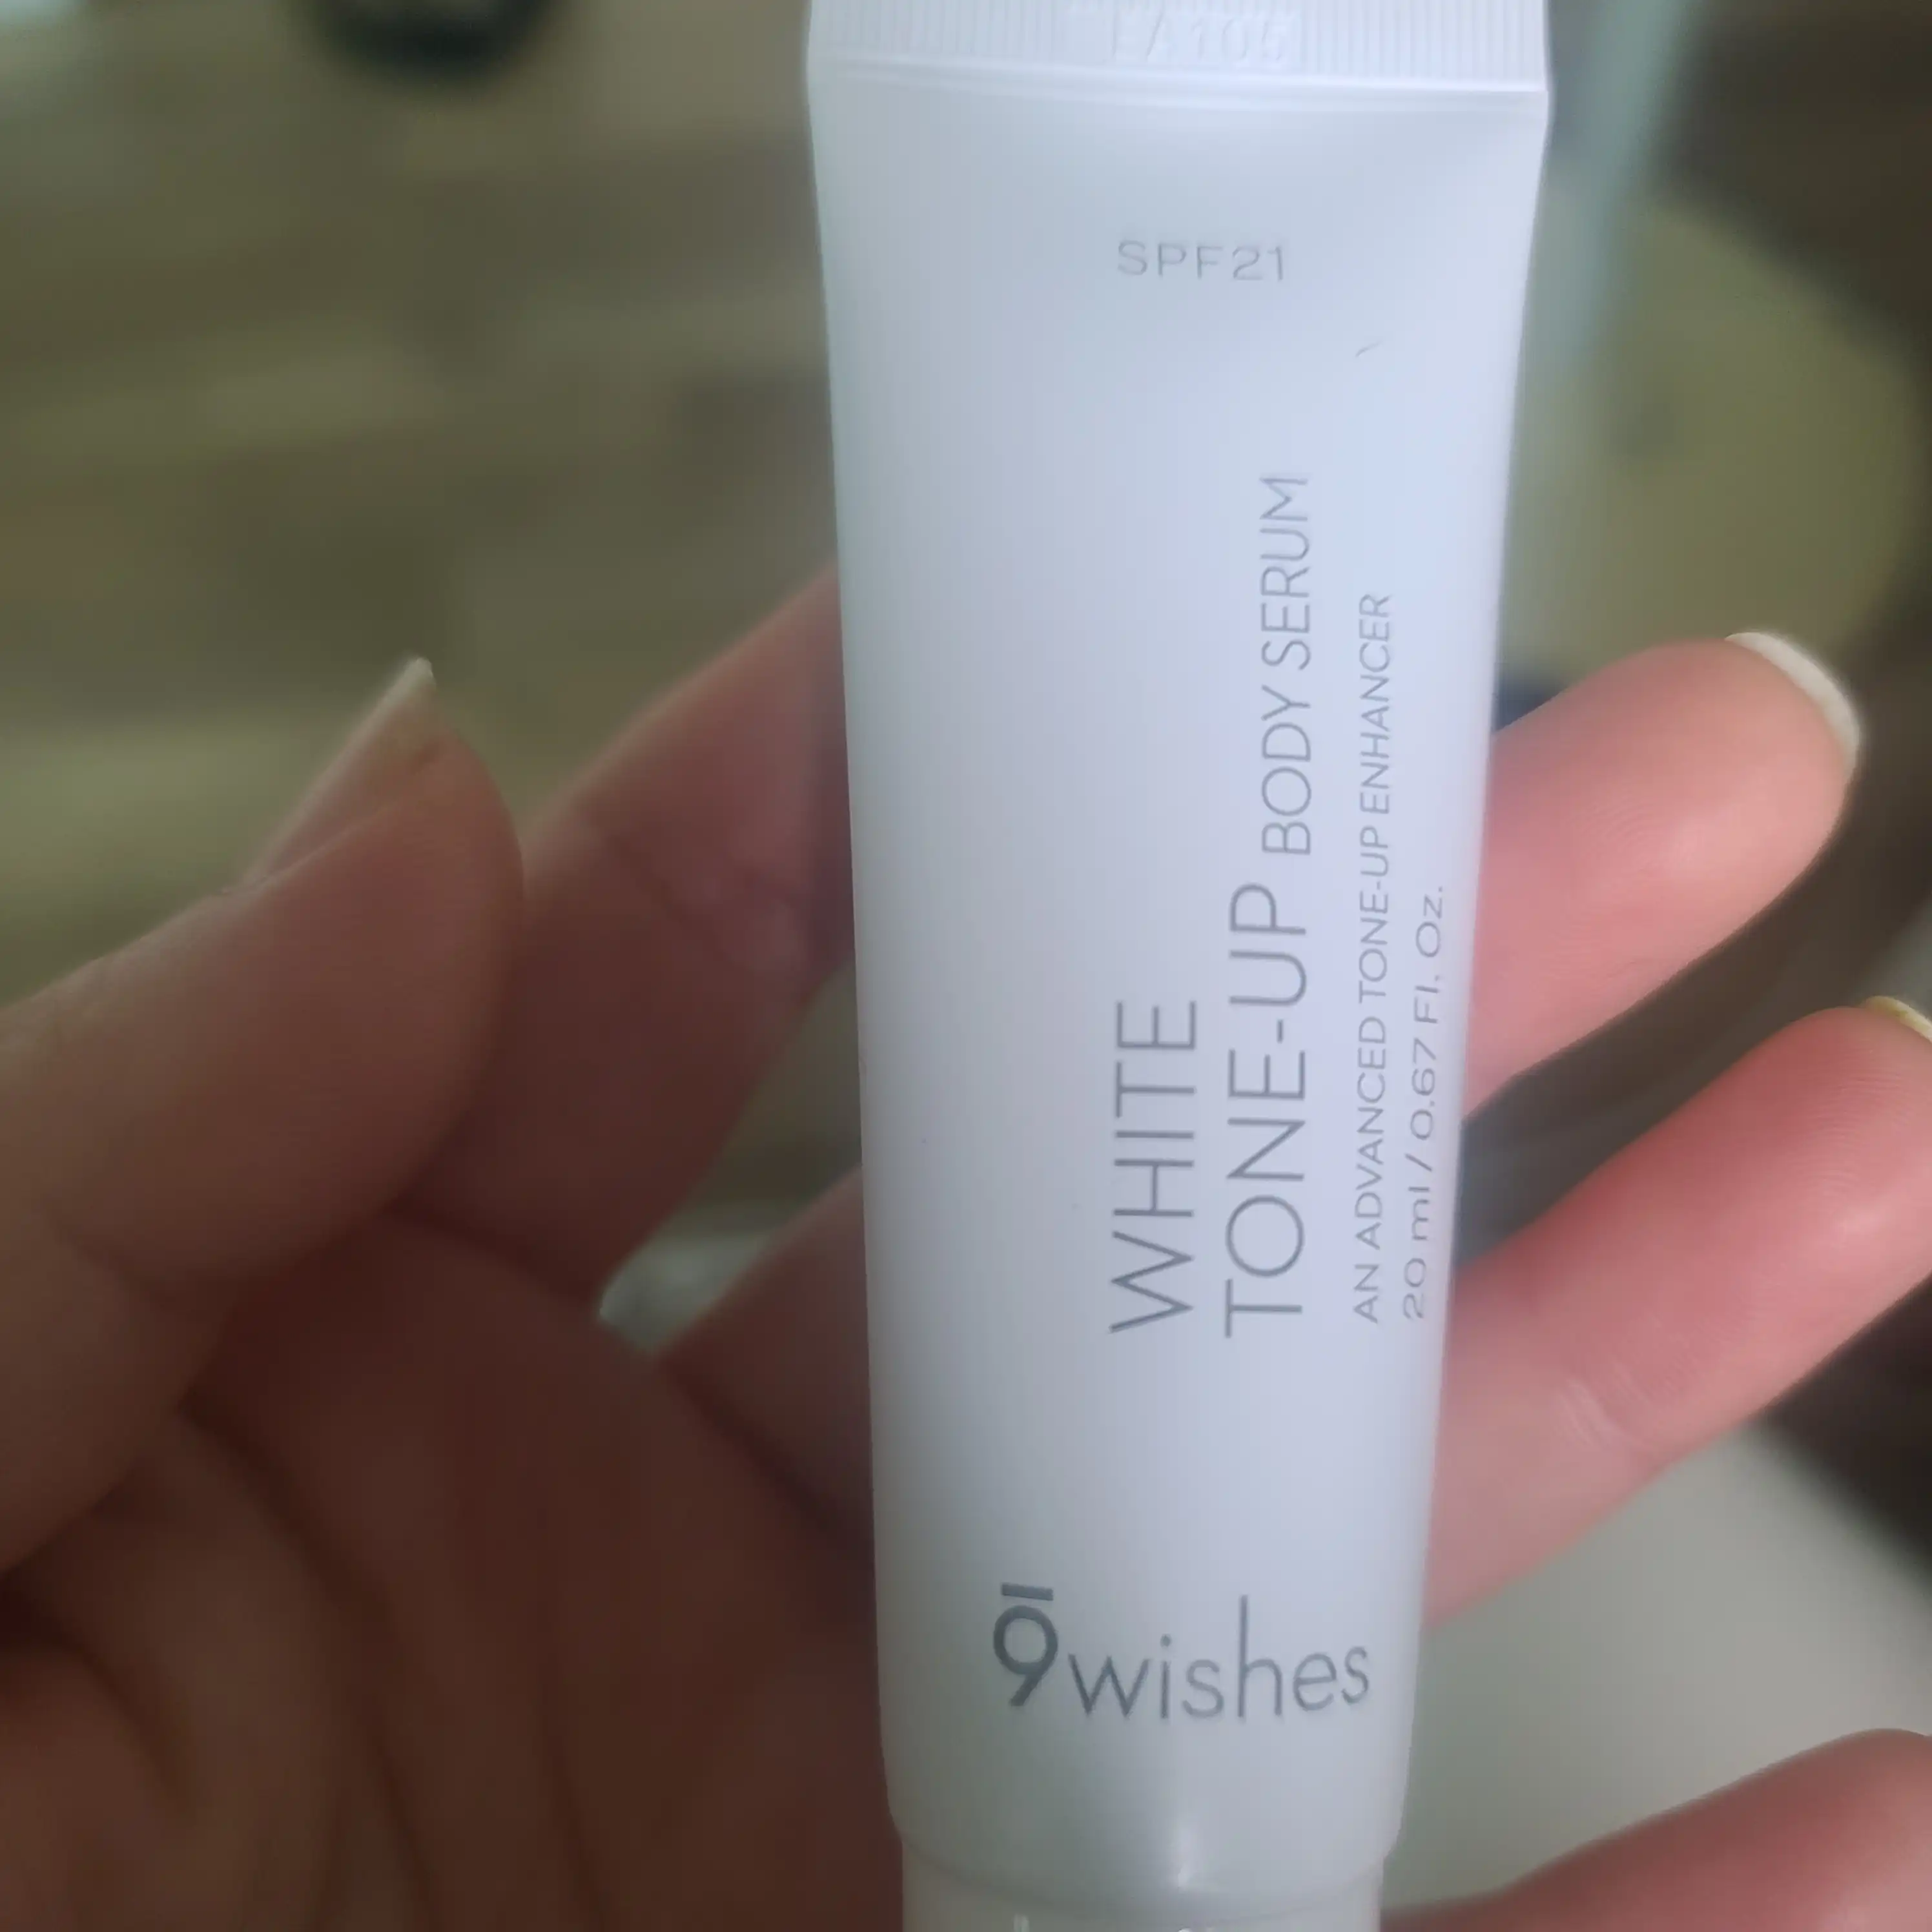 SPF21
WHITE
TONE-UP BODY SERUM
AN ADVANCED TONE-UP ENHANCER
20 ml / 0.67 Fl. Oz.
9wishes